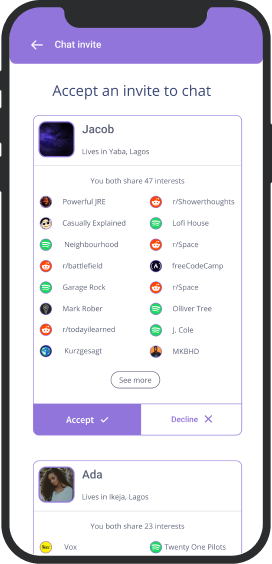 Chat invite
Accept an invite to chat
Jacob
Lives in Yaba, Lagos
You both share 47 interests
Powerful JRE r/Showerthoughts
Casually Explained Lofi House
Neighbourhood r/Space
r/battlefield freeCodeCamp
Garage Rock r/Space
Mark Rober Olliver Tree
r/todayilearned J. Cole
Kurzgesagt MKBHD
See more
Accept Decline
Ada
Lives in Ikeja, Lagos
You both share 23 interests
Vox Twenty One Pilots